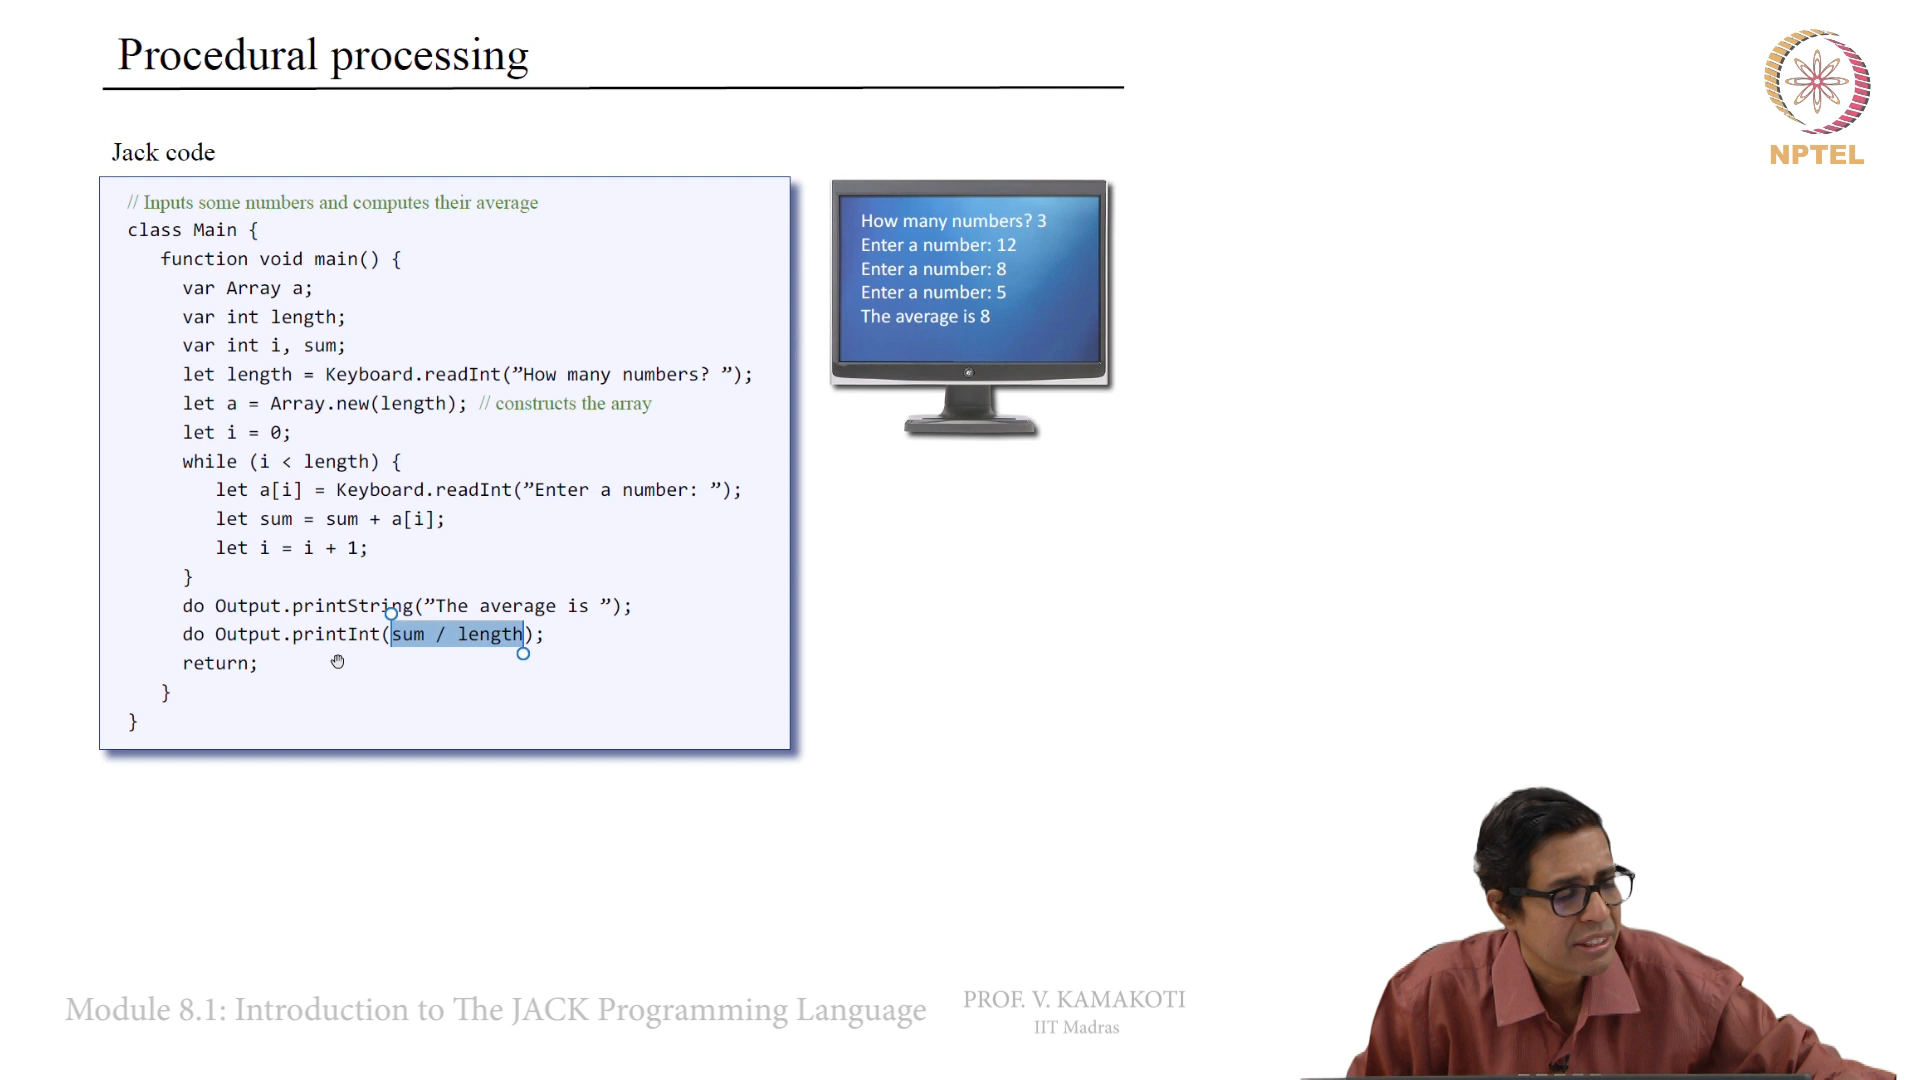 Procedural processing
NPTEL
Jack code
// Inputs some numbers and computes their average
class Main {
function void main() {
var Array a;
var int length;
var int i, sum;
let length = Keyboard.readInt(”How many numbers? ”);
let a = Array.new(length); // constructs the array
let i = 0;
while (i < length) {
let a[i] = Keyboard.readInt(”Enter a number: ”);
let sum = sum + a[i];
let i = i + 1;
}
do Output.printString(”The average is ”);
do Output.printInt(sum / length);
return;
}
}
How many numbers? 3
Enter a number: 12
Enter a number: 8
Enter a number: 5
The average is 8
Module 8.1: Introduction to The JACK Programming Language
PROF. V. KAMAKOTI
IIT Madras